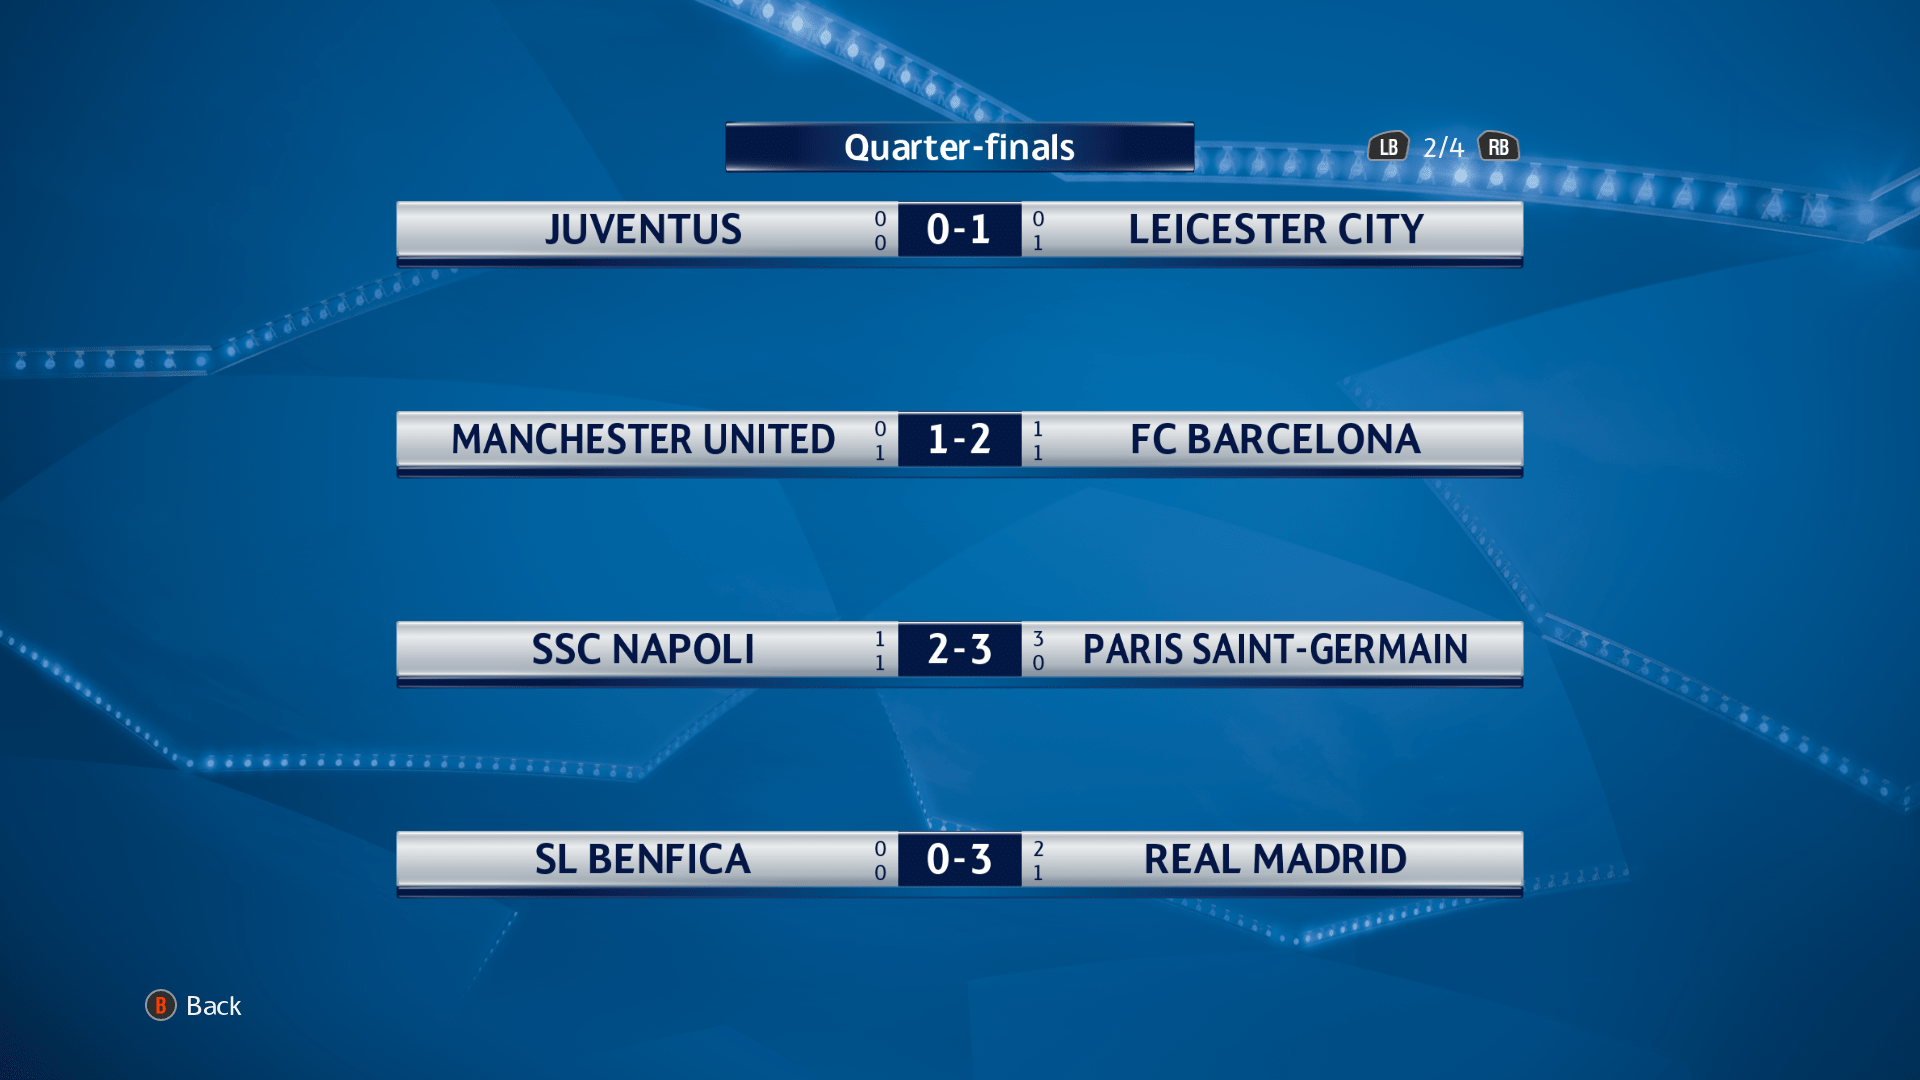 Quarter-finals
LB 2/4 RB
JUVENTUS 0 0 0-1 0 1 LEICESTER CITY
MANCHESTER UNITED 0 1 1-2 1 1 FC BARCELONA
SSC NAPOLI 1 1 2-3 3 0 PARIS SAINT-GERMAIN
SL BENFICA 0 0 0-3 2 1 REAL MADRID
B Back